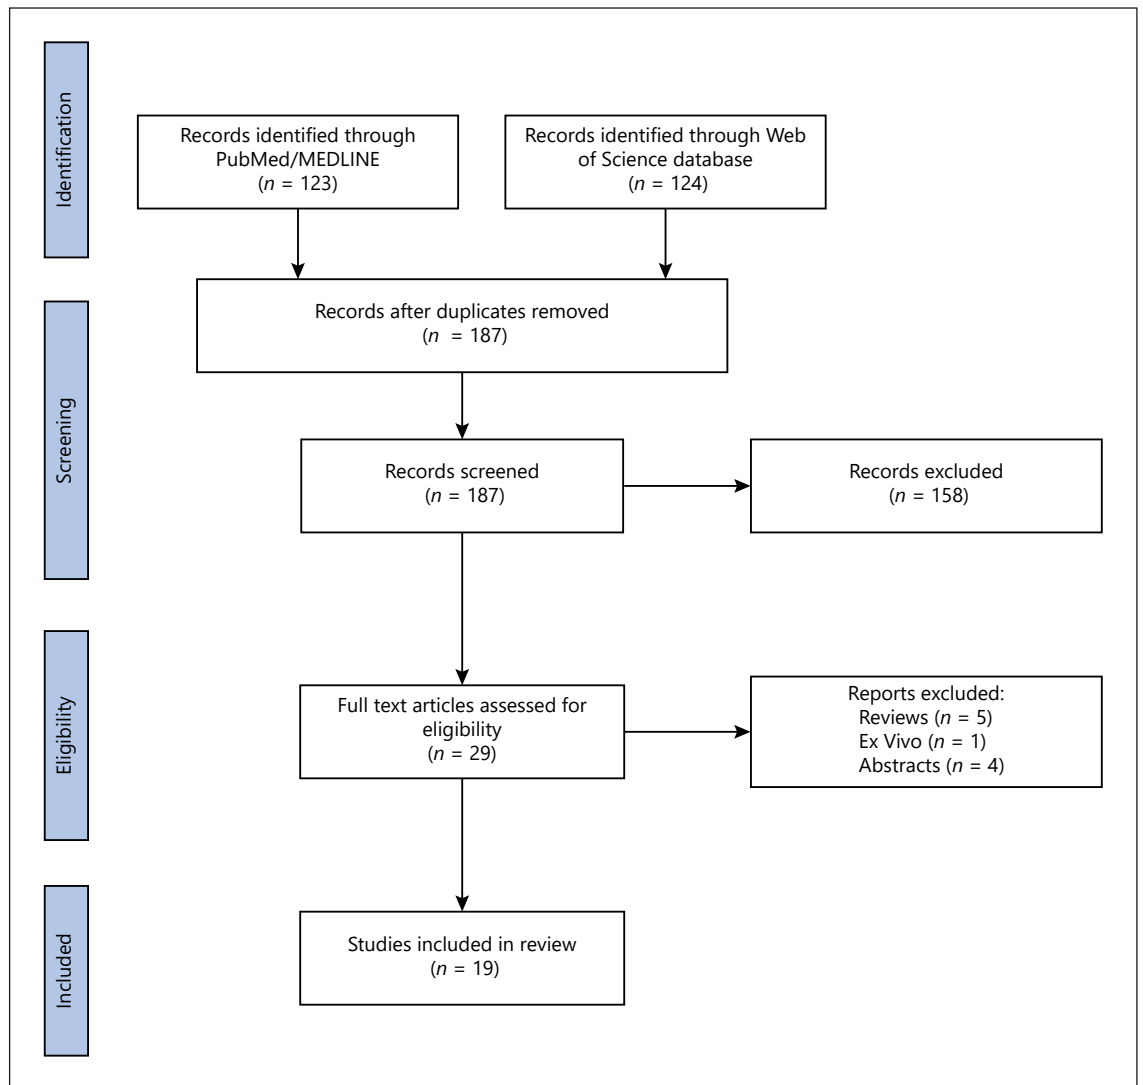 Identification
Records identified through
PubMed/MEDLINE
(n = 123)
Records identified through Web
of Science database
(n = 124)
Screening
Records after duplicates removed
(n = 187)
Records screened
(n = 187)
Records excluded
(n = 158)
Eligibility
Full text articles assessed for
eligibility
(n = 29)
Reports excluded:
Reviews (n = 5)
Ex Vivo (n = 1)
Abstracts (n = 4)
Included
Studies included in review
(n = 19)